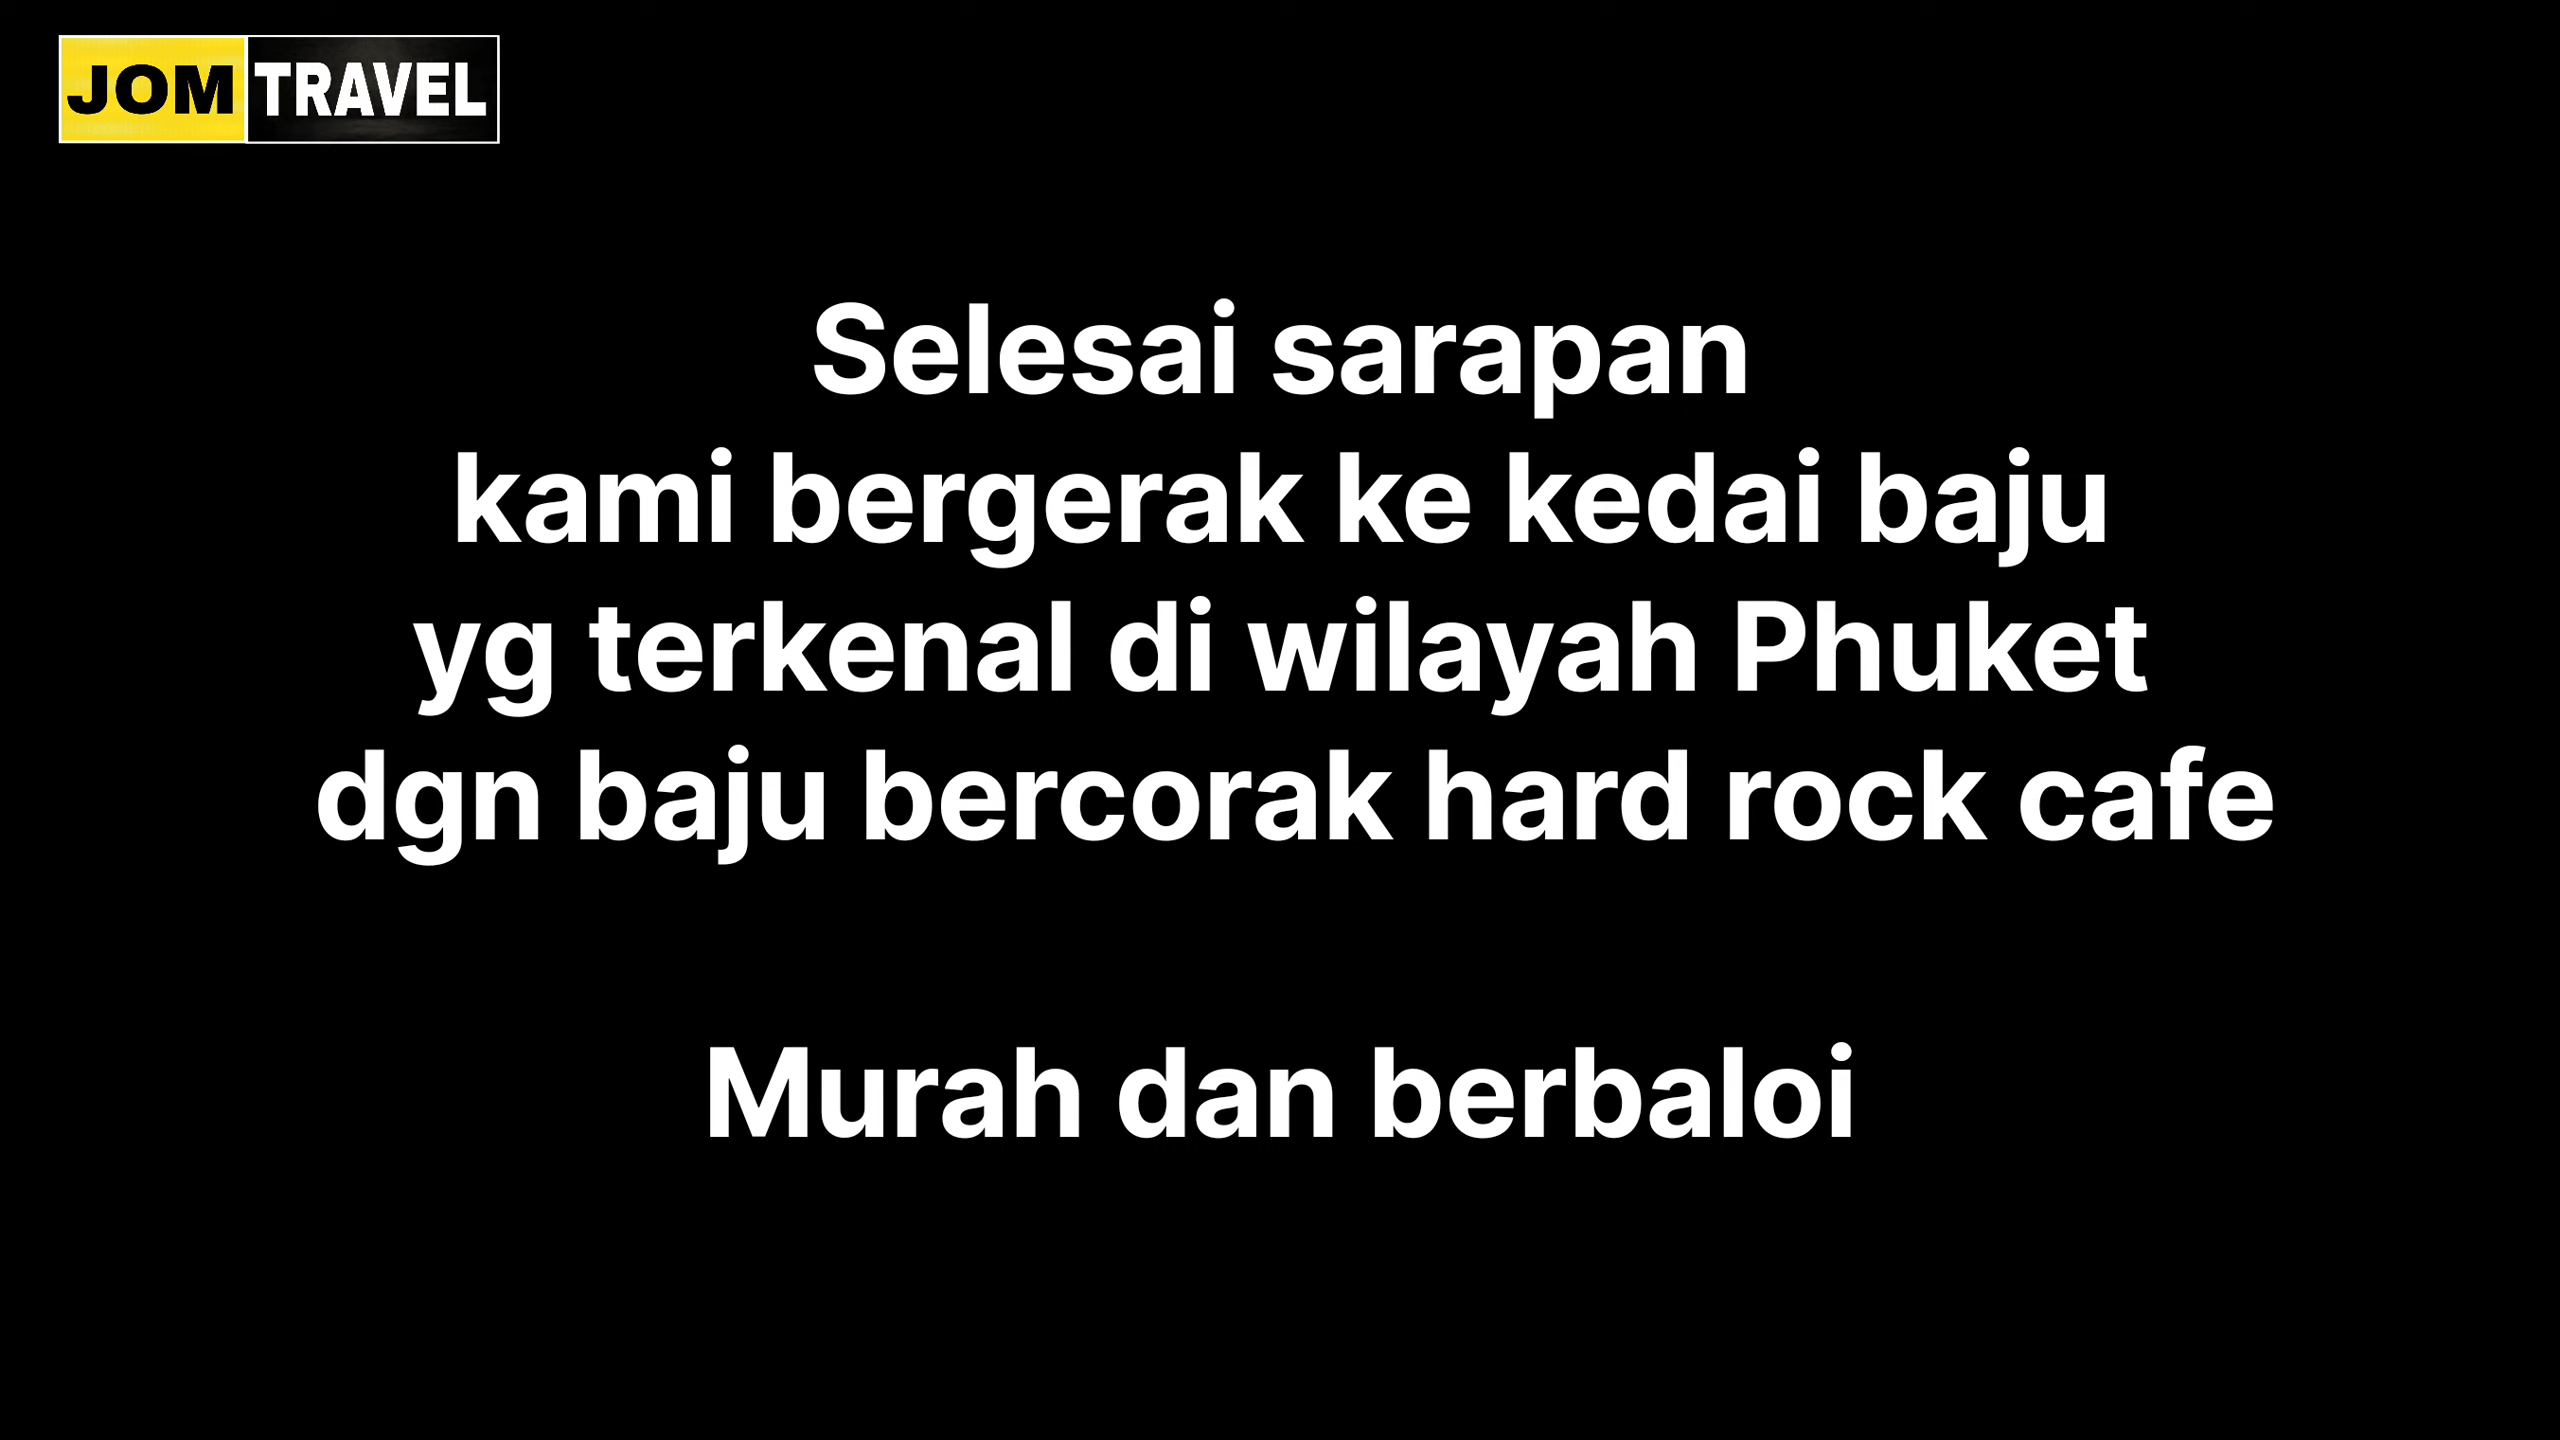 JOM TRAVEL
Selesai sarapan
kami bergerak ke kedai baju
yg terkenal di wilayah Phuket
dgn baju bercorak hard rock cafe
Murah dan berbaloi